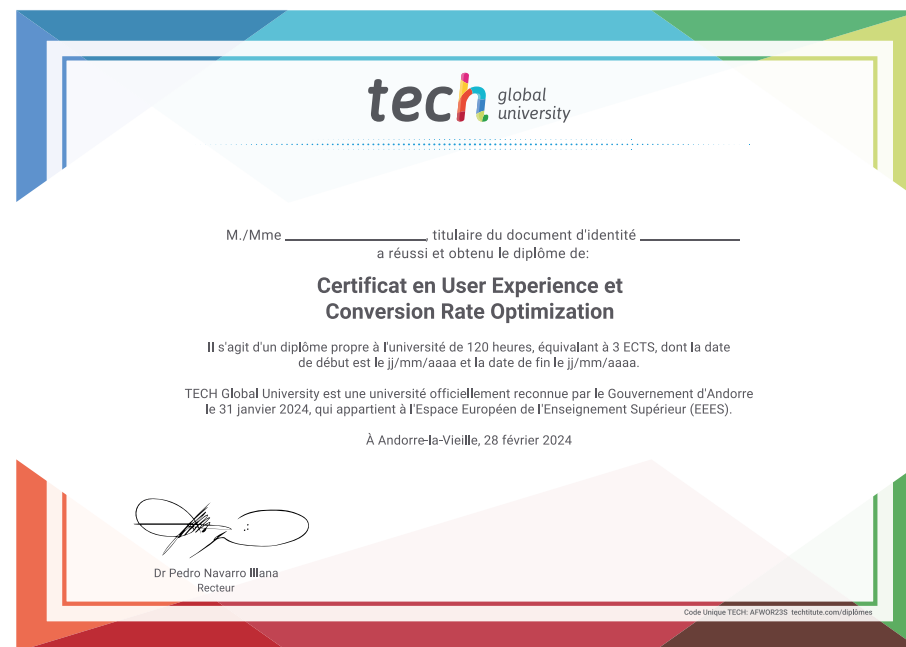 tech global
university
M./Mme ____________________, titulaire du document d'identité ______________
a réussi et obtenu le diplôme de:
Certificat en User Experience et
Conversion Rate Optimization
Il s'agit d'un diplôme propre à l'université de 120 heures, équivalant à 3 ECTS, dont la date
de début est le jj/mm/aaaa et la date de fin le jj/mm/aaaa.
TECH Global University est une université officiellement reconnue par le Gouvernement d'Andorre
le 31 janvier 2024, qui appartient à l'Espace Européen de l'Enseignement Supérieur (EEES).
À Andorre-la-Vieille, 28 février 2024
Dr Pedro Navarro Illana
Recteur
Code Unique TECH: AFWOR23S techtitute.com/diplômes